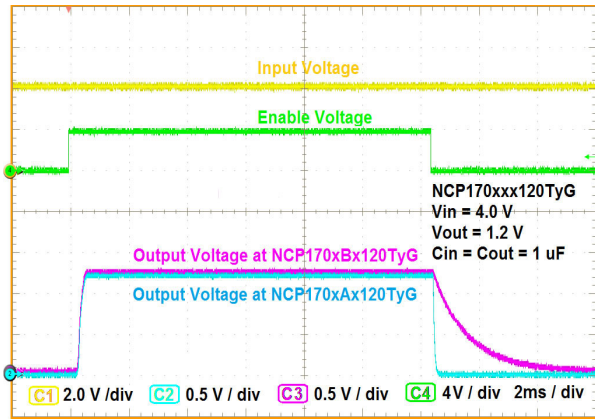 Input Voltage
Enable Voltage
NCP170xxx120TyG
Vin = 4.0 V
Vout = 1.2 V
Cin = Cout = 1 uF
Output Voltage at NCP170xBx120TyG
Output Voltage at NCP170xAx120TyG
C1 2.0 V /div C2 0.5 V / div C3 0.5 V / div C4 4V / div 2ms / div